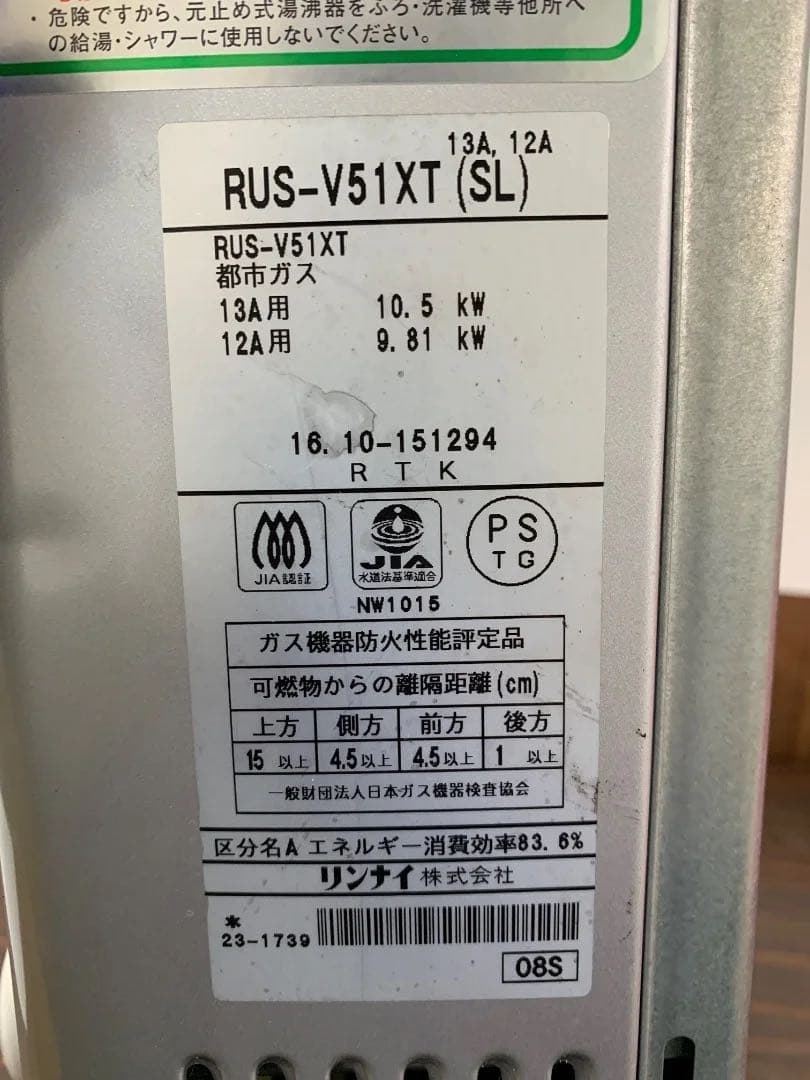 ・危険ですから、元止め式湯沸器をふろ・洗濯機等他所へ
の給湯・シャワーに使用しないでください。
13A, 12A
RUS-V51XT (SL)
RUS-V51XT
都市ガス
13A用 10.5 kW
12A用 9.81 kW
16.10-151294
RTK
JIA認証
JIA
水道法基準適合
PS
TG
NW1015
ガス機器防火性能評定品
可燃物からの離隔距離(cm)
上方 側方 前方 後方
15 以上 4.5以上 4.5以上 1 以上
一般財団法人日本ガス機器検査協会
区分名A エネルギー消費効率83.6%
リンナイ株式会社
*
23-1739
08S